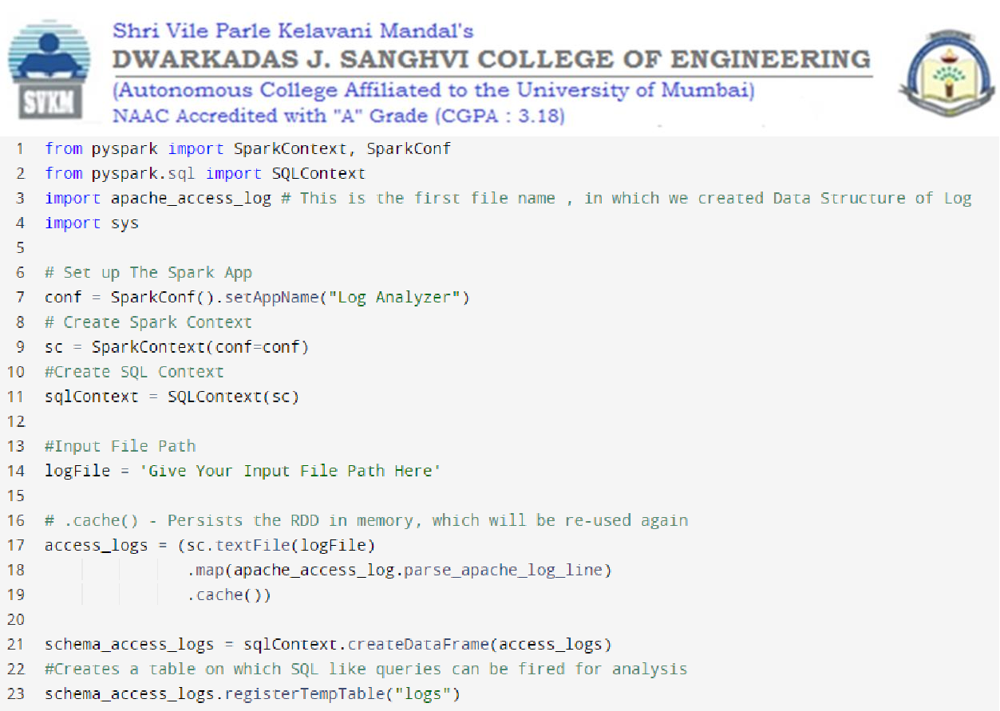 SVKM
Shri Vile Parle Kelavani Mandal's
DWARKADAS J. SANGHVI COLLEGE OF ENGINEERING
(Autonomous College Affiliated to the University of Mumbai)
NAAC Accredited with "A" Grade (CGPA : 3.18)
1 from pyspark import SparkContext, SparkConf
2 from pyspark.sql import SQLContext
3 import apache_access_log # This is the first file name , in which we created Data Structure of Log
4 import sys
5
6 # Set up The Spark App
7 conf = SparkConf().setAppName("Log Analyzer")
8 # Create Spark Context
9 sc = SparkContext(conf=conf)
10 #Create SQL Context
11 sqlContext = SQLContext(sc)
12
13 #Input File Path
14 logFile = 'Give Your Input File Path Here'
15
16 # .cache() - Persists the RDD in memory, which will be re-used again
17 access_logs = (sc.textFile(logFile)
18 .map(apache_access_log.parse_apache_log_line)
19 .cache())
20
21 schema_access_logs = sqlContext.createDataFrame(access_logs)
22 #Creates a table on which SQL like queries can be fired for analysis
23 schema_access_logs.registerTempTable("logs")